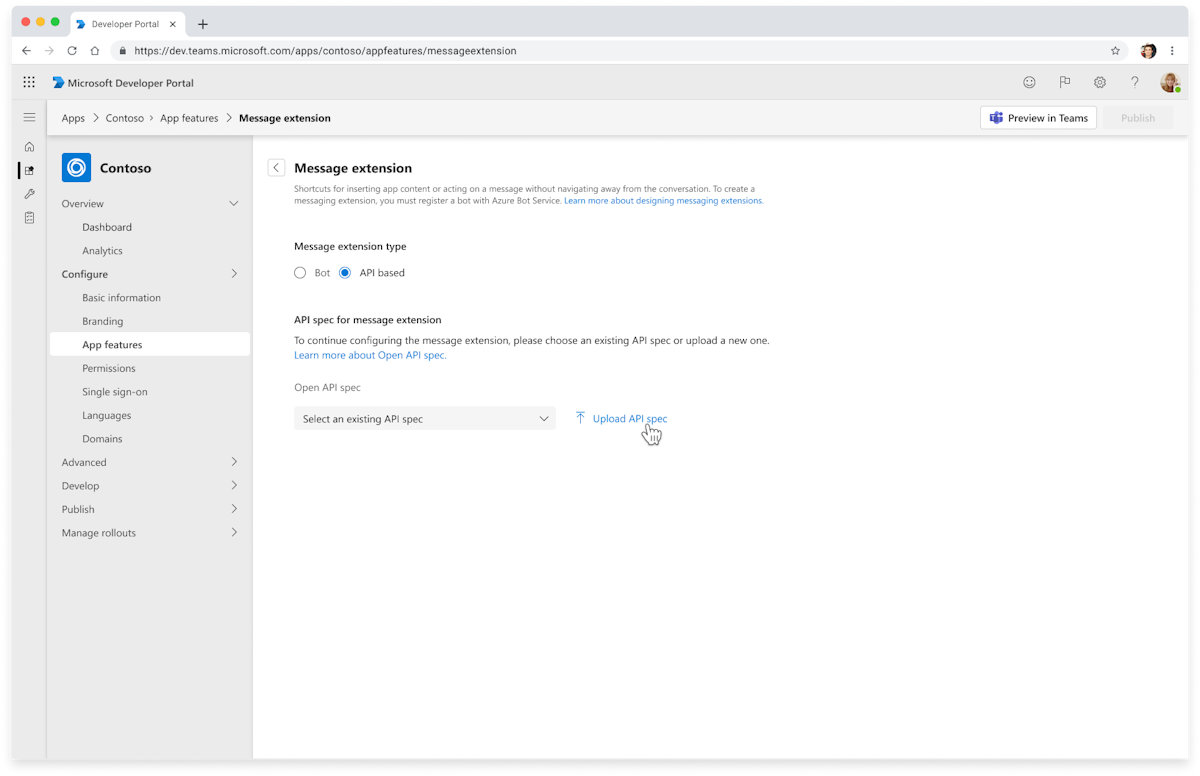 Developer Portal
https://dev.teams.microsoft.com/apps/contoso/appfeatures/messageextension
Microsoft Developer Portal
Apps > Contoso > App features > Message extension
Preview in Teams
Publish
Contoso
Overview
Dashboard
Analytics
Configure
Basic information
Branding
App features
Permissions
Single sign-on
Languages
Domains
Advanced
Develop
Publish
Manage rollouts
Message extension
Shortcuts for inserting app content or acting on a message without navigating away from the conversation. To create a
messaging extension, you must register a bot with Azure Bot Service. Learn more about designing messaging extensions.
Message extension type
Bot
API based
API spec for message extension
To continue configuring the message extension, please choose an existing API spec or upload a new one.
Learn more about Open API spec.
Open API spec
Select an existing API spec
Upload API spec